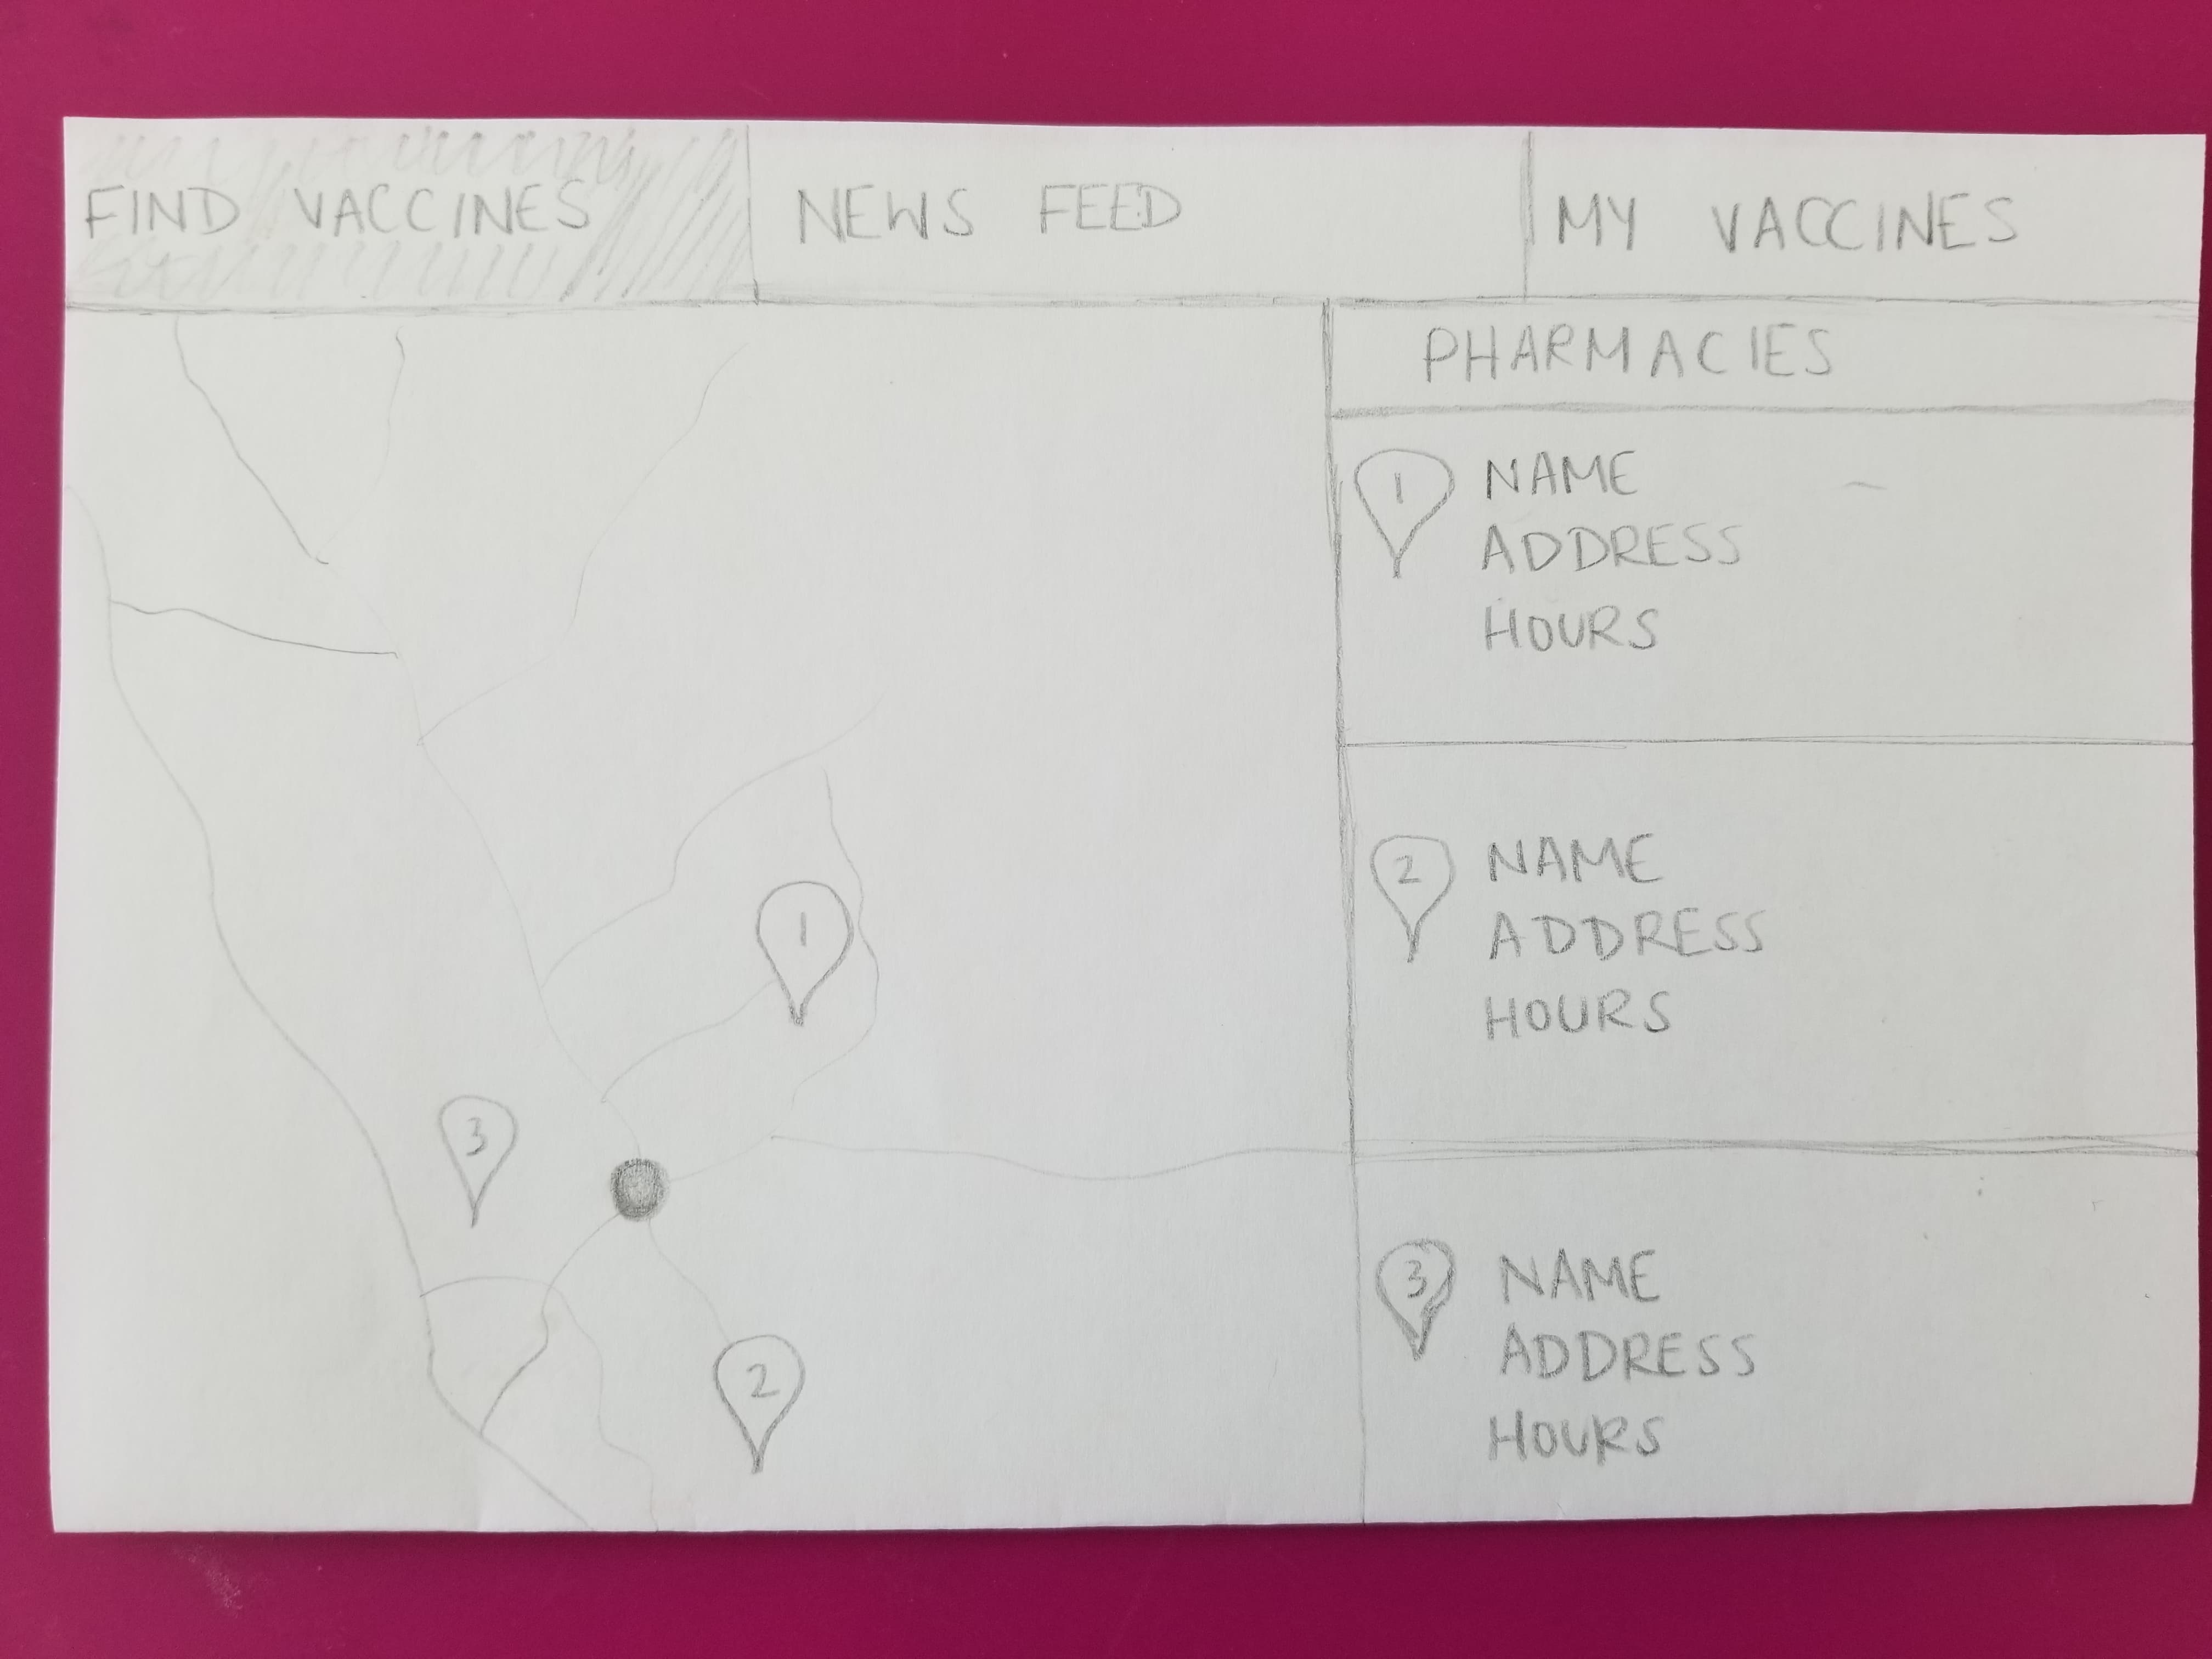 FIND VACCINES
NEWS FEED
MY VACCINES
PHARMACIES
1 NAME
ADDRESS
HOURS
2 NAME
ADDRESS
HOURS
3 NAME
ADDRESS
HOURS
1
3
2